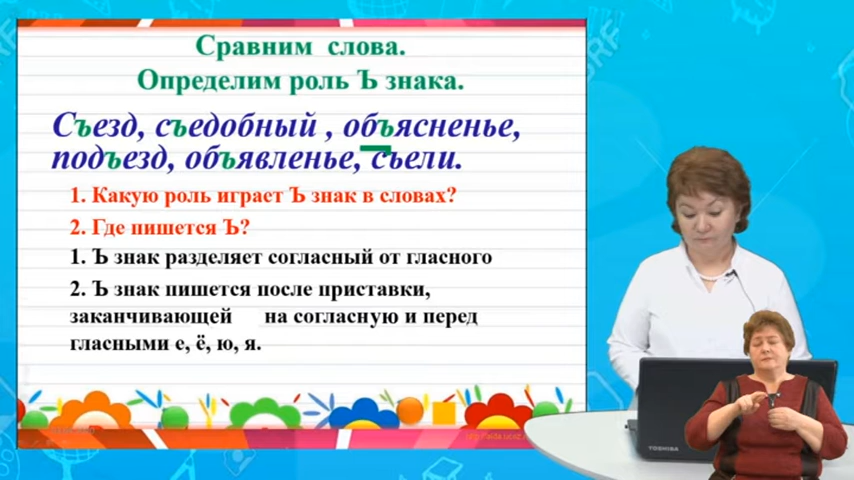 Сравним слова.
Определим роль Ъ знака.
Съезд, съедобный , объясненье,
подъезд, объявленье, съели.
1. Какую роль играет Ъ знак в словах?
2. Где пишется Ъ?
1. Ъ знак разделяет согласный от гласного
2. Ъ знак пишется после приставки,
заканчивающей на согласную и перед
гласными е, ё, ю, я.
TOSHIBA